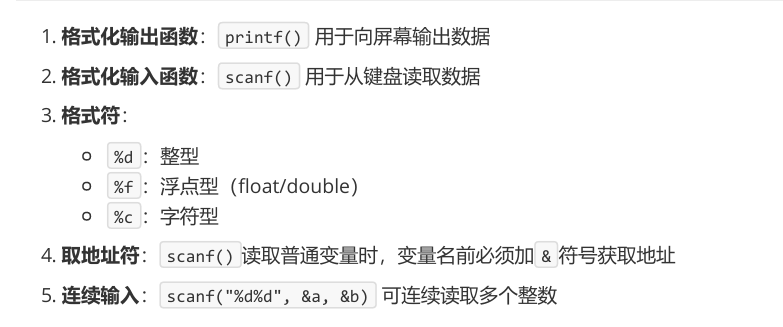 1. 格式化输出函数：printf() 用于向屏幕输出数据
2. 格式化输入函数：scanf() 用于从键盘读取数据
3. 格式符：
%d：整型
%f：浮点型（float/double）
%c：字符型
4. 取地址符：scanf()读取普通变量时，变量名前必须加&符号获取地址
5. 连续输入：scanf("%d%d", &a, &b) 可连续读取多个整数